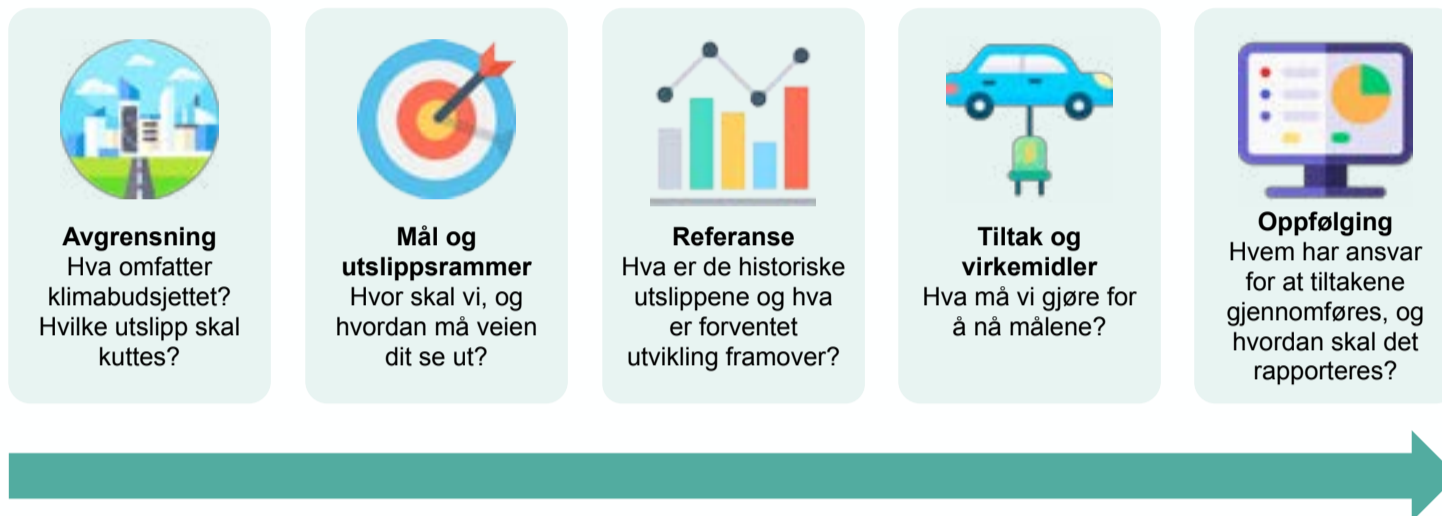 Avgrensning
Hva omfatter
klimabudsjettet?
Hvilke utslipp skal
kuttes?
Mål og
utslippsrammer
Hvor skal vi, og
hvordan må veien
dit se ut?
Referanse
Hva er de historiske
utslippene og hva
er forventet
utvikling framover?
Tiltak og
virkemidler
Hva må vi gjøre for
å nå målene?
Oppfølging
Hvem har ansvar
for at tiltakene
gjennomføres, og
hvordan skal det
rapporteres?